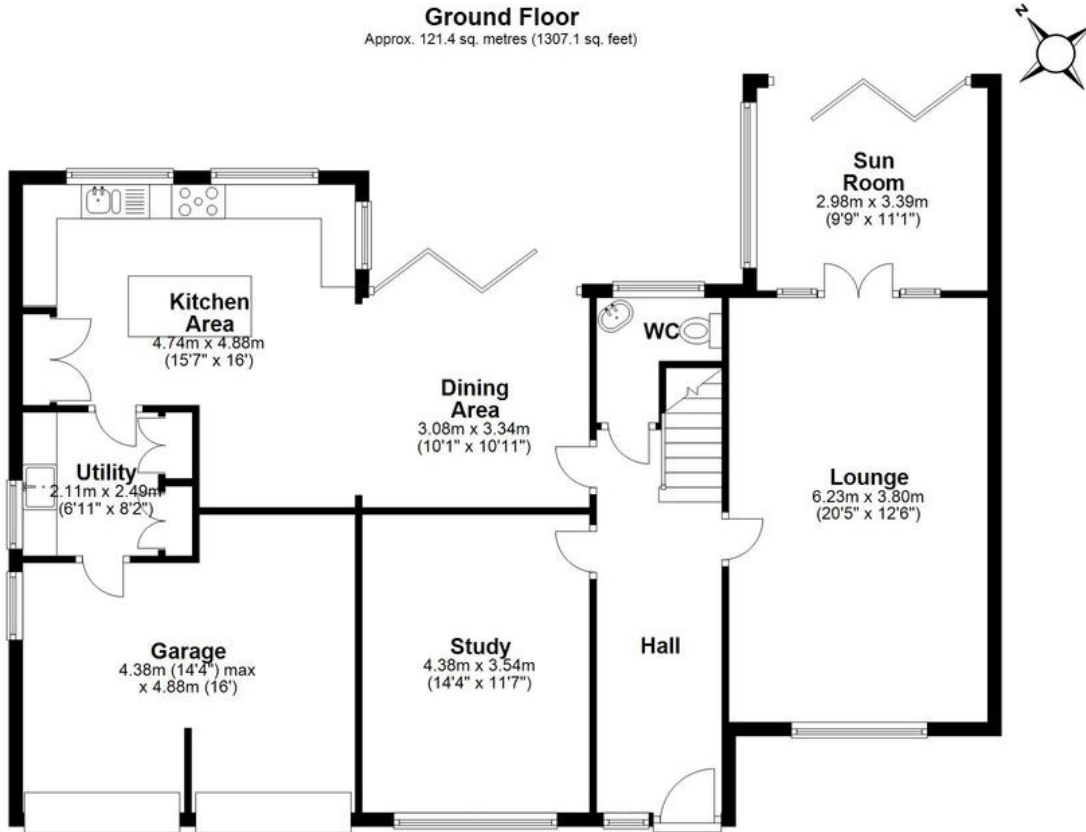 Ground Floor
Approx. 121.4 sq. metres (1307.1 sq. feet)
N
Sun
Room
2.98m x 3.39m
(9'9" x 11'1")
Kitchen
Area
4.74m x 4.88m
(15'7" x 16')
WC
Dining
Area
3.08m x 3.34m
(10'1" x 10'11")
Utility
2.11m x 2.49m
(6'11" x 8'2")
Lounge
6.23m x 3.80m
(20'5" x 12'6")
Garage
4.38m (14'4") max
x 4.88m (16')
Study
4.38m x 3.54m
(14'4" x 11'7")
Hall